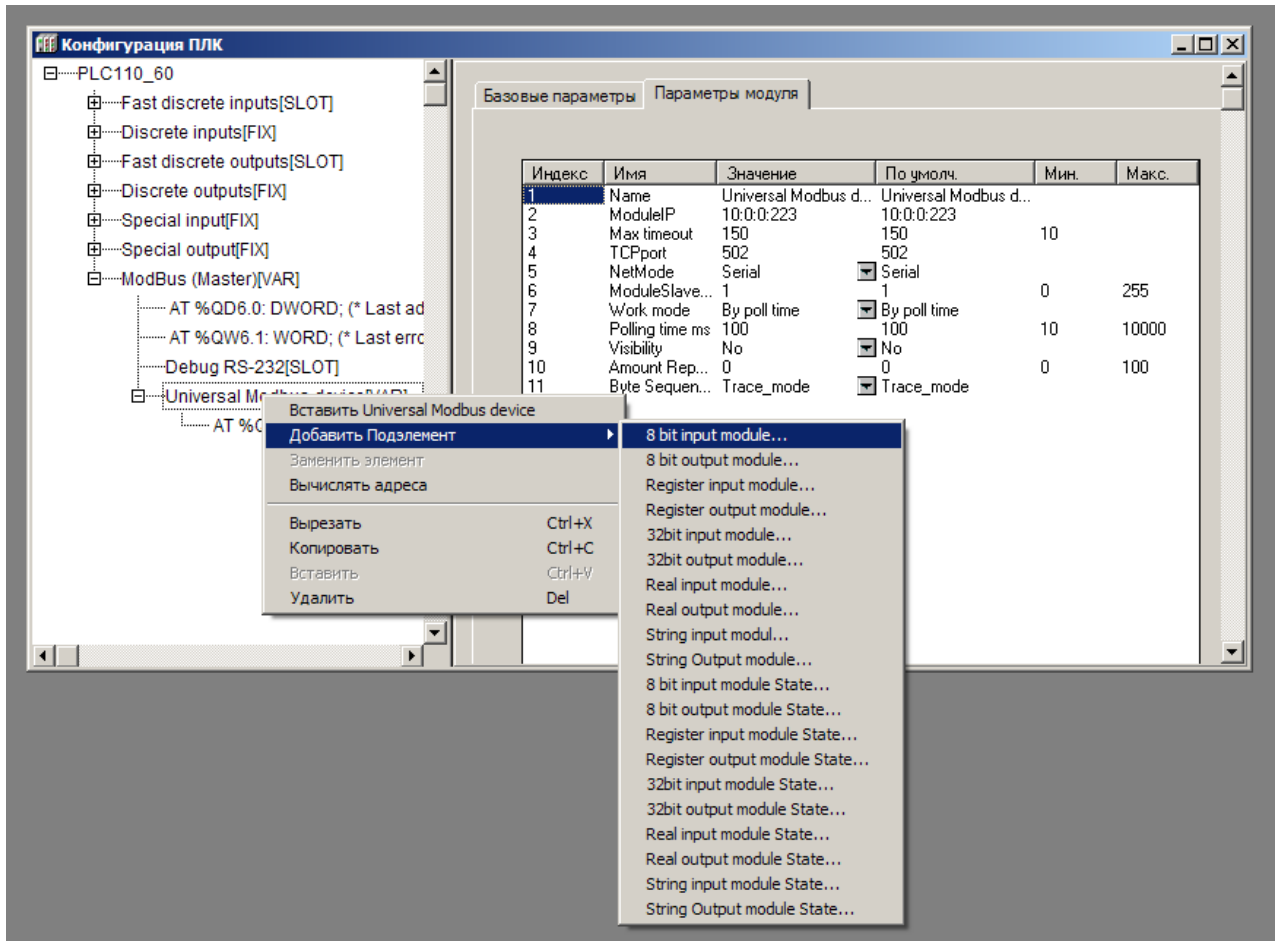 Конфигурация ПЛК
PLC110_60
Fast discrete inputs[SLOT]
Discrete inputs[FIX]
Fast discrete outputs[SLOT]
Discrete outputs[FIX]
Special input[FIX]
Special output[FIX]
ModBus (Master)[VAR]
AT %QD6.0: DWORD; (* Last ad
AT %QW6.1: WORD; (* Last erro
Debug RS-232[SLOT]
Universal Modbus device[VAR]
AT %Q
Базовые параметры Параметры модуля
Индекс Имя Значение По умолч. Мин. Макс.
1 Name Universal Modbus d... Universal Modbus d...
2 ModuleIP 10:0:0:223 10:0:0:223
3 Max timeout 150 150 10
4 TCPport 502 502
5 NetMode Serial Serial
6 ModuleSlave... 1 1 0 255
7 Work mode By poll time By poll time
8 Polling time ms 100 100 10 10000
9 Visibility No No
10 Amount Rep... 0 0 0 100
11 Byte Sequen... Trace_mode Trace_mode
Вставить Universal Modbus device
Добавить Подэлемент
Заменить элемент
Вычислять адреса
Вырезать Ctrl+X
Копировать Ctrl+C
Вставить Ctrl+V
Удалить Del
8 bit input module...
8 bit output module...
Register input module...
Register output module...
32bit input module...
32bit output module...
Real input module...
Real output module...
String input modul...
String Output module...
8 bit input module State...
8 bit output module State...
Register input module State...
Register output module State...
32bit input module State...
32bit output module State...
Real input module State...
Real output module State...
String input module State...
String Output module State...